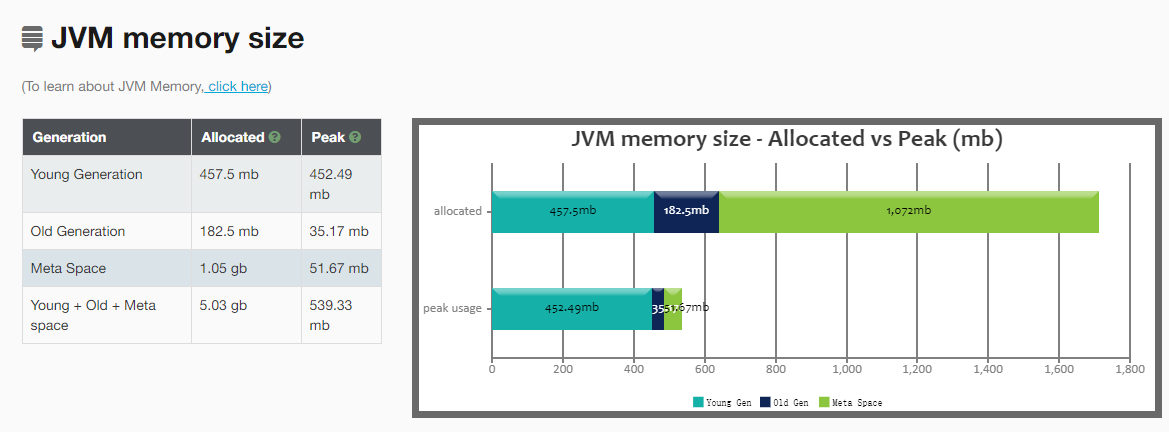 JVM memory size
(To learn about JVM Memory, click here)
Generation Allocated ? Peak ?
Young Generation 457.5 mb 452.49
mb
Old Generation 182.5 mb 35.17 mb
Meta Space 1.05 gb 51.67 mb
Young + Old + Meta 5.03 gb 539.33
space mb
JVM memory size - Allocated vs Peak (mb)
allocated 457.5mb 182.5mb 1,072mb
peak usage 452.49mb 51.67mb
0 200 400 600 800 1,000 1,200 1,400 1,600 1,800
Young Gen Old Gen Meta Space